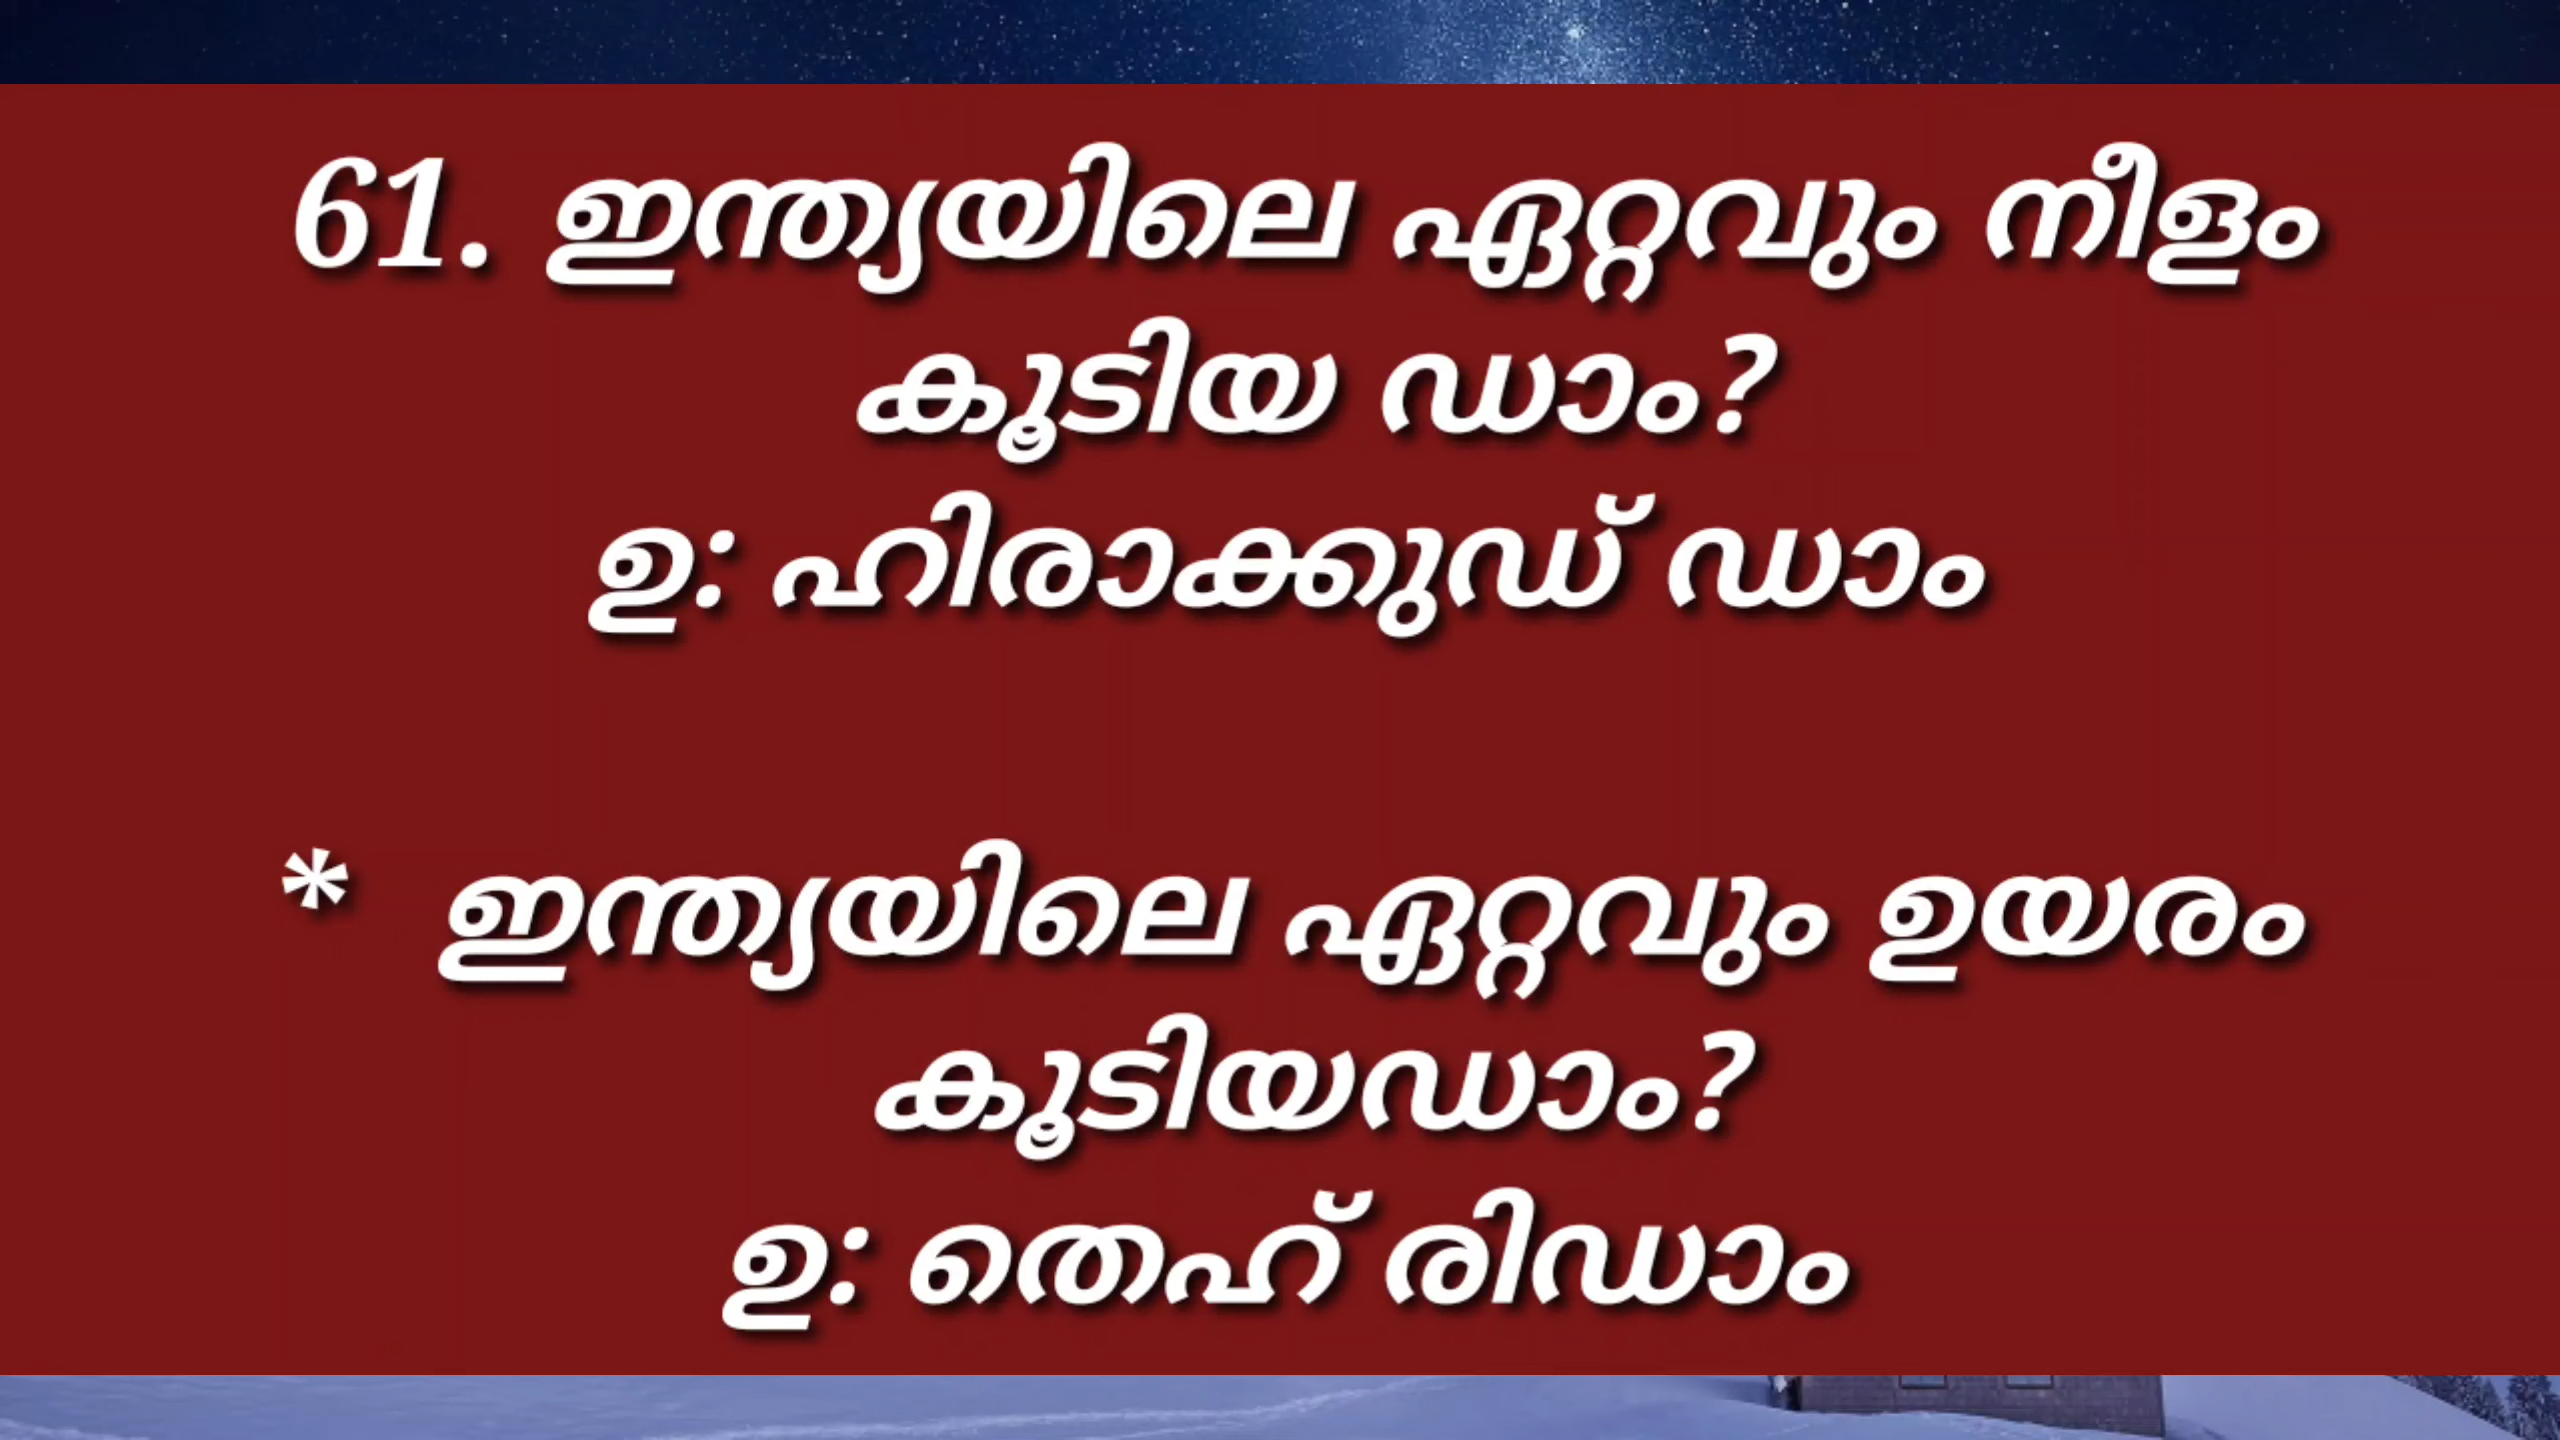 61. ഇന്ത്യയിലെ ഏറ്റവും നീളം
കൂടിയ ഡാം?
ഉ: ഹിരാക്കുഡ് ഡാം
* ഇന്ത്യയിലെ ഏറ്റവും ഉയരം
കൂടിയഡാം?
ഉ: തെഹ് രിഡാം